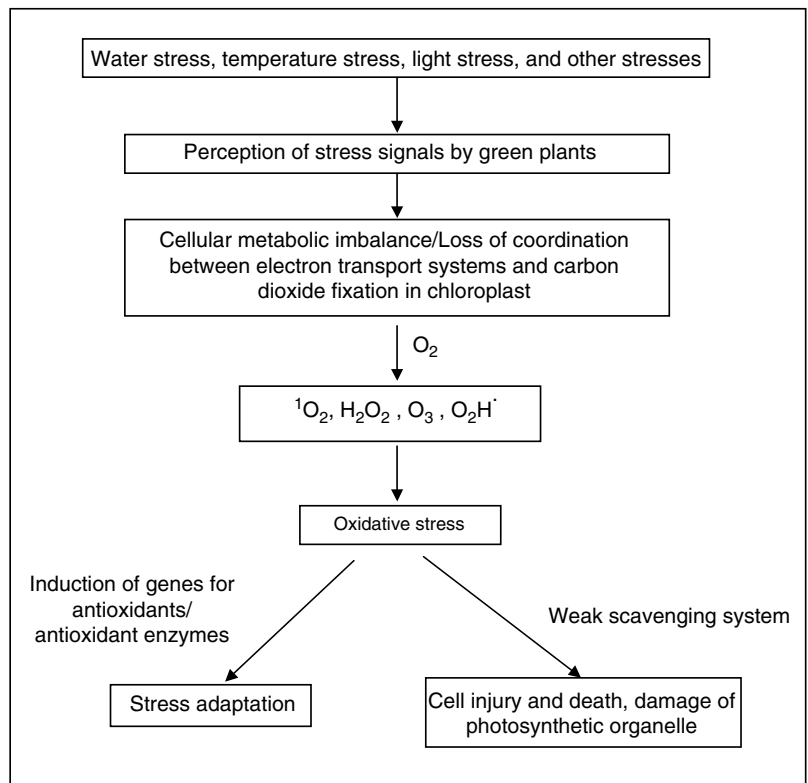 Water stress, temperature stress, light stress, and other stresses
Perception of stress signals by green plants
Cellular metabolic imbalance/Loss of coordination
between electron transport systems and carbon
dioxide fixation in chloroplast
O₂
¹O₂, H₂O₂ , O₃ , O₂H˙
Oxidative stress
Induction of genes for
antioxidants/
antioxidant enzymes
Weak scavenging system
Stress adaptation
Cell injury and death, damage of
photosynthetic organelle